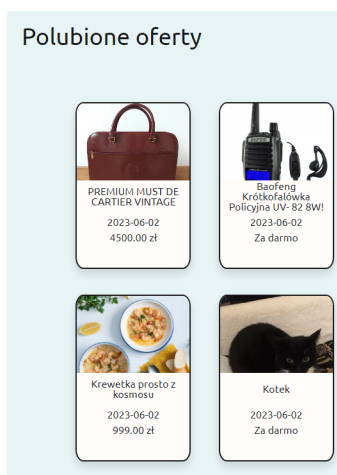 Polubione oferty
PREMIUM MUST DE
CARTIER VINTAGE
2023-06-02
4500.00 zł
Baofeng
Krótkofalówka
Policyjna UV- 82 8W!
2023-06-02
Za darmo
Krewetka prosto z
kosmosu
2023-06-02
999.00 zł
Kotek
2023-06-02
Za darmo